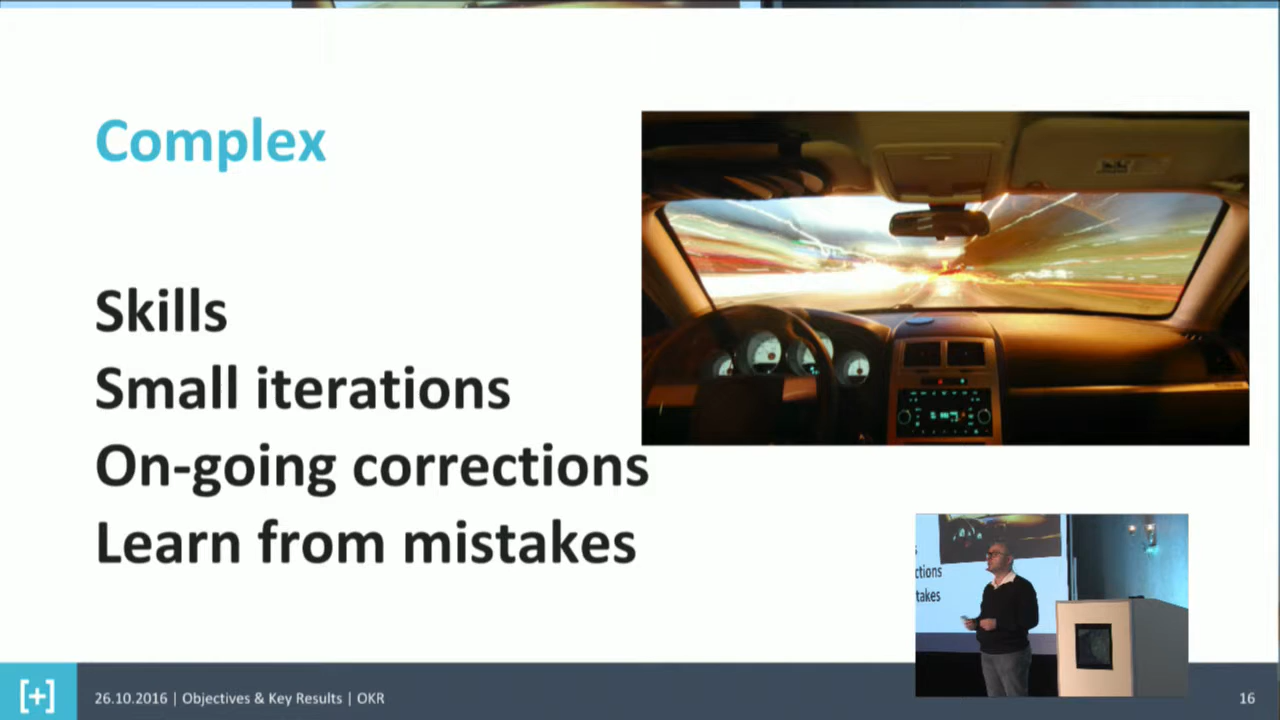 Complex
Skills
Small iterations
On-going corrections
Learn from mistakes
ctions
takes
[+]
26.10.2016 | Objectives & Key Results | OKR
16